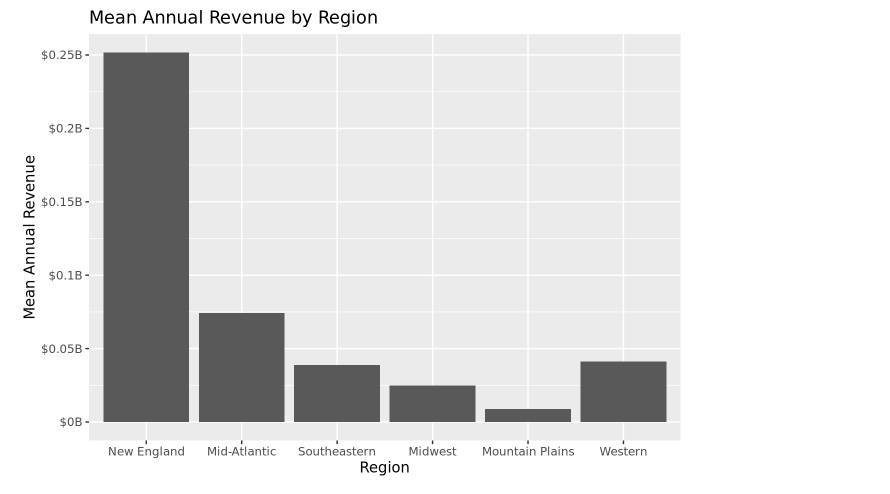 Mean Annual Revenue by Region
Mean Annual Revenue
$0.25B
$0.2B
$0.15B
$0.1B
$0.05B
$0B
New England Mid-Atlantic Southeastern Midwest Mountain Plains Western
Region